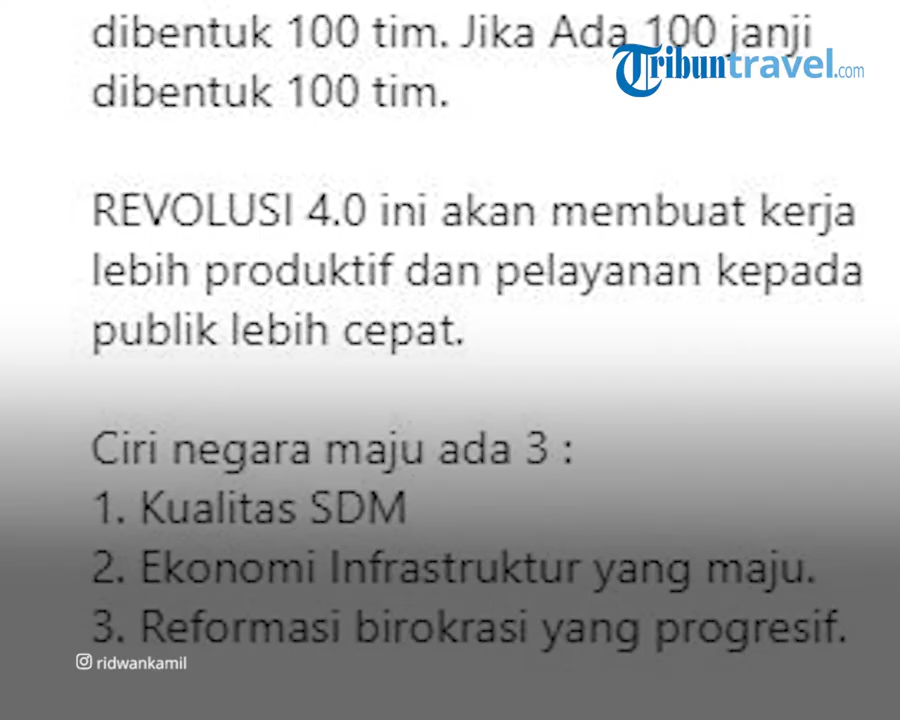 dibentuk 100 tim. Jika Ada 100 janji
Tribuntravel.com
dibentuk 100 tim.
REVOLUSI 4.0 ini akan membuat kerja
lebih produktif dan pelayanan kepada
publik lebih cepat.
Ciri negara maju ada 3 :
1. Kualitas SDM
2. Ekonomi Infrastruktur yang maju.
3. Reformasi birokrasi yang progresif.
ridwankamil